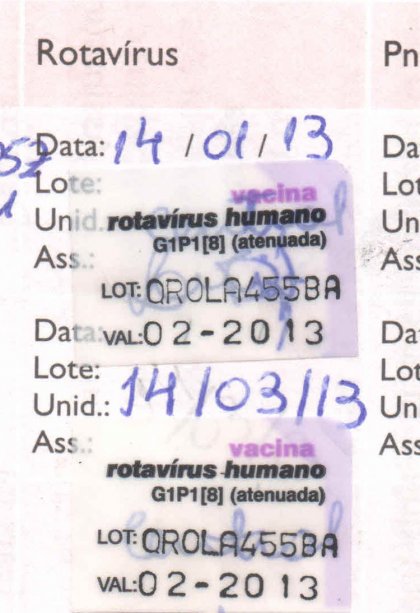 Rotavírus
Pn
Data: 14 / 01 / 13
Da
Lote:
Lot
vacina
Unid.:
Un
rotavírus humano
G1P1[8] (atenuada)
Ass.:
Ass
LOT: QROLA455BA
Data:
Da
VAL: 02-2013
Lote:
Lot
Unid.: 14/03/13
Un
Ass.:
Ass
vacina
rotavírus humano
G1P1[8] (atenuada)
LOT: QROLA455BA
VAL: 02-2013